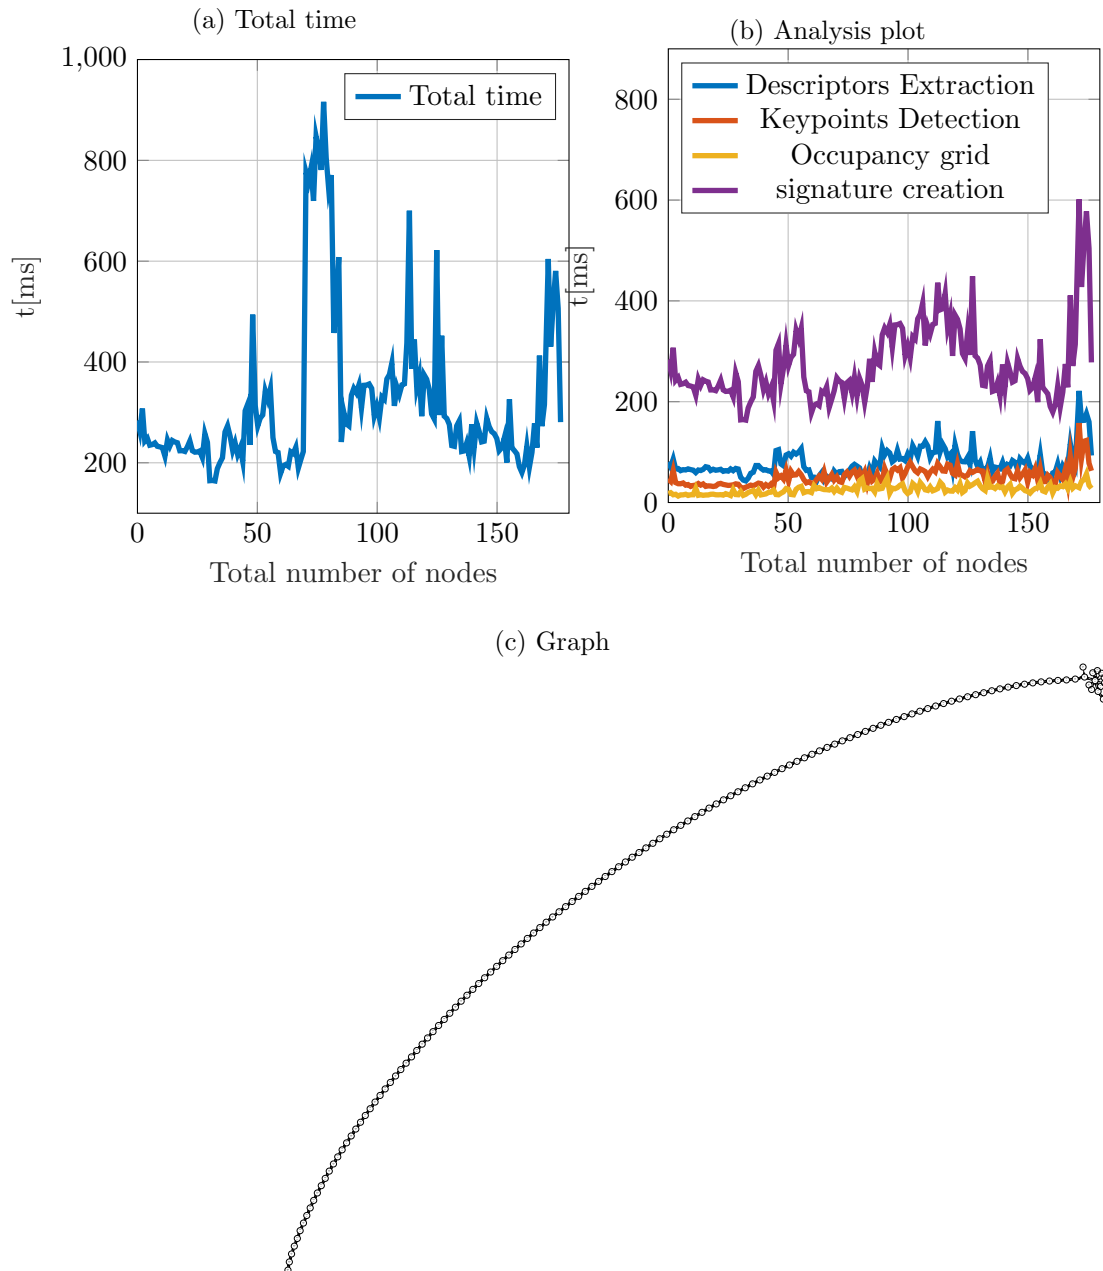 (a) Total time
1,000
800
600
400
200
t[ms]
Total time
0
50
100
150
Total number of nodes
(b) Analysis plot
800
600
400
200
0
t[ms]
Descriptors Extraction
Keypoints Detection
Occupancy grid
signature creation
0
50
100
150
Total number of nodes
(c) Graph